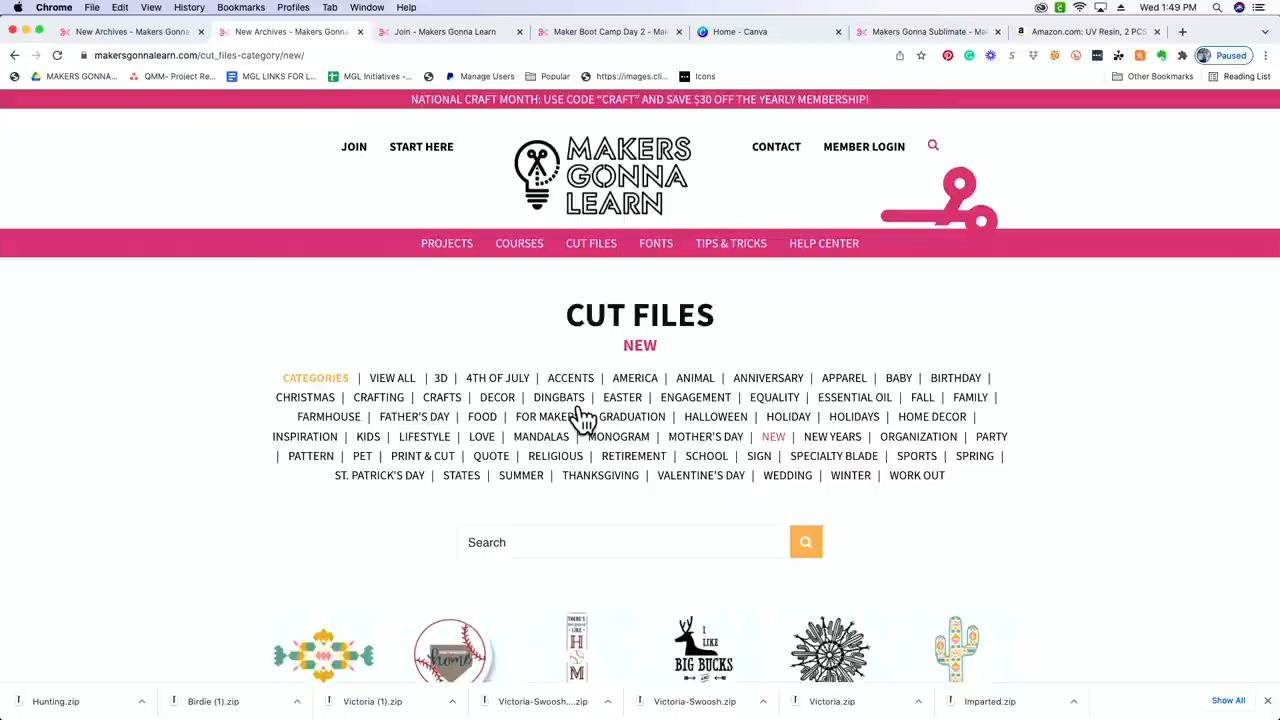 Chrome File Edit View History Bookmarks Profiles Tab Window Help Wed 1:49 PM
New Archives - Makers Gonna New Archives - Makers Gonna Join - Makers Gonna Learn Maker Boot Camp Day 2 - Make Home - Canva Makers Gonna Sublimate - Mak Amazon.com: UV Resin, 2 PCS
makersgonnalearn.com/cut_files-category/new/ Paused
MAKERS GONNA... QMM- Project Re... MGL LINKS FOR L... MGL Initiatives -... Manage Users Popular https://images.cli... Icons Other Bookmarks Reading List
NATIONAL CRAFT MONTH: USE CODE “CRAFT” AND SAVE $30 OFF THE YEARLY MEMBERSHIP!
JOIN START HERE CONTACT MEMBER LOGIN
MAKERS
GONNA
LEARN
PROJECTS COURSES CUT FILES FONTS TIPS & TRICKS HELP CENTER
CUT FILES
NEW
CATEGORIES | VIEW ALL | 3D | 4TH OF JULY | ACCENTS | AMERICA | ANIMAL | ANNIVERSARY | APPAREL | BABY | BIRTHDAY |
CHRISTMAS | CRAFTING | CRAFTS | DECOR | DINGBATS | EASTER | ENGAGEMENT | EQUALITY | ESSENTIAL OIL | FALL | FAMILY |
FARMHOUSE | FATHER'S DAY | FOOD | FOR MAKE GRADUATION | HALLOWEEN | HOLIDAY | HOLIDAYS | HOME DECOR |
INSPIRATION | KIDS | LIFESTYLE | LOVE | MANDALAS | MONOGRAM | MOTHER'S DAY | NEW | NEW YEARS | ORGANIZATION | PARTY
| PATTERN | PET | PRINT & CUT | QUOTE | RELIGIOUS | RETIREMENT | SCHOOL | SIGN | SPECIALTY BLADE | SPORTS | SPRING |
ST. PATRICK'S DAY | STATES | SUMMER | THANKSGIVING | VALENTINE'S DAY | WEDDING | WINTER | WORK OUT
Search
home
THERE'S
LIKE
H
M
I
LIKE
BIG BUCKS
AND
Hunting.zip Birdie (1).zip Victoria (1).zip Victoria-Swoosh....zip Victoria-Swoosh.zip Victoria.zip Imparted.zip Show All